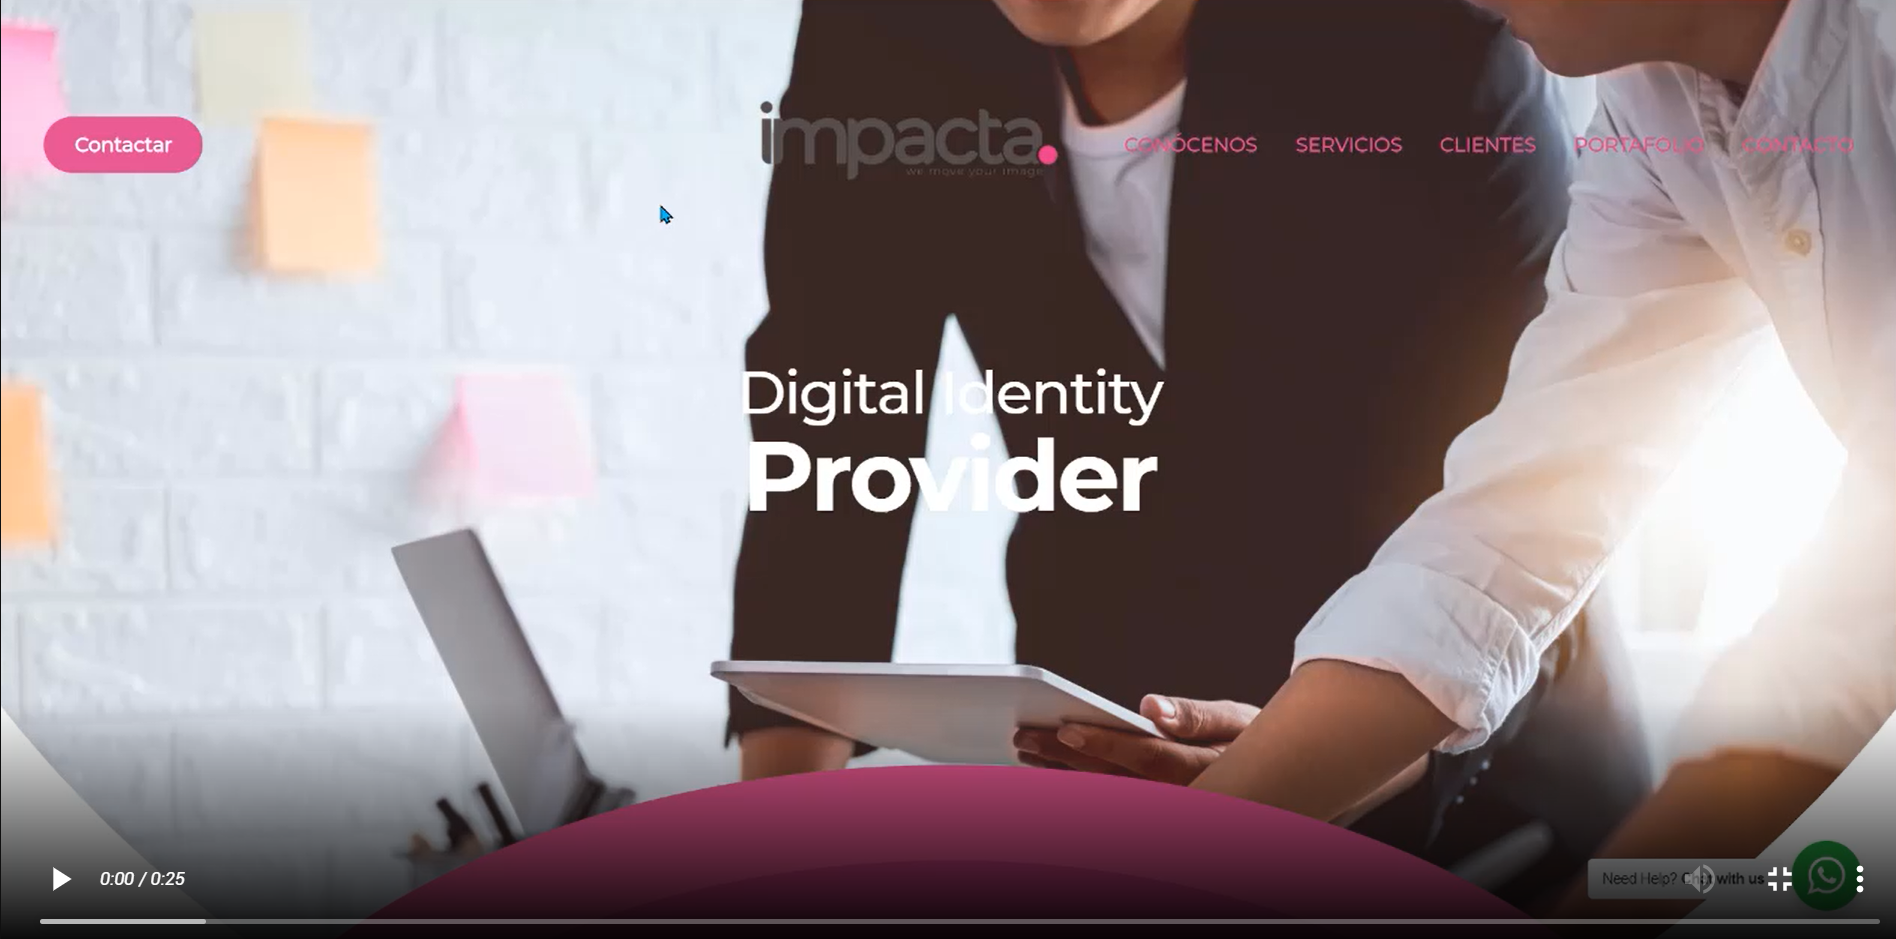 Contactar
impacta.
we move your image
CONÓCENOS SERVICIOS CLIENTES PORTAFOLIO CONTACTO
Digital Identity
Provider
0:00 / 0:25
Need Help? Chat with us